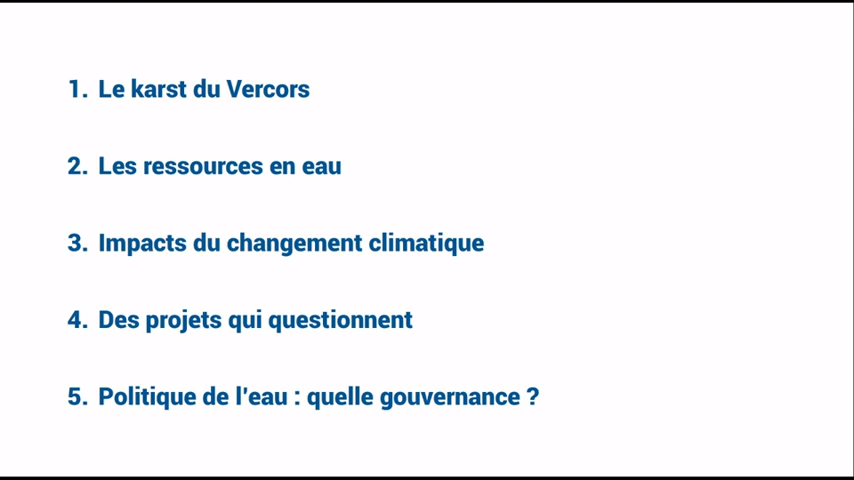 1. Le karst du Vercors
2. Les ressources en eau
3. Impacts du changement climatique
4. Des projets qui questionnent
5. Politique de l'eau : quelle gouvernance ?